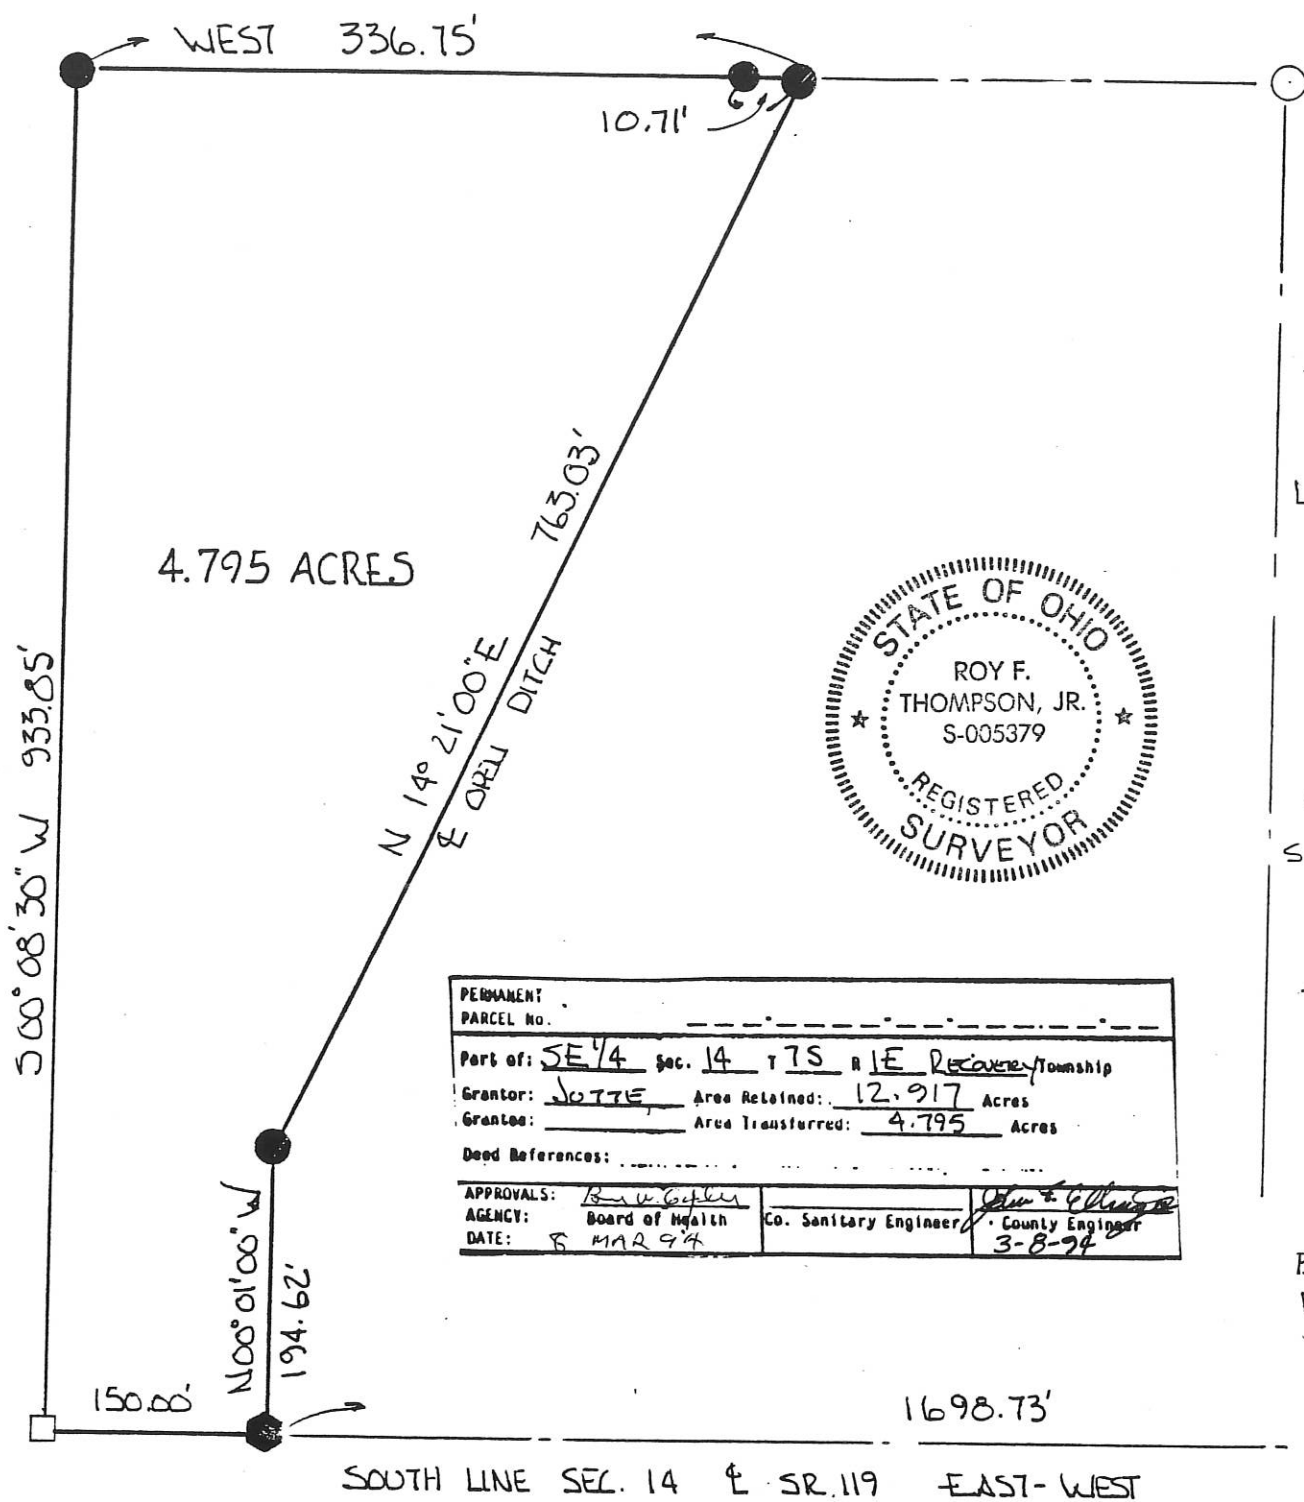 WEST 336.75'
10.71'
763.03'
4.795 ACRES
N 14° 21' 00" E
℄ OPEN DITCH
S 00° 08' 30" W 933.85'
STATE OF OHIO
ROY F.
THOMPSON, JR.
S-005379
REGISTERED
SURVEYOR
PERMANENT
PARCEL No.
Part of: SE 1/4 Sec. 14 T 7S R 1E RECOVERY Township
Grantor: JUTTE Area Retained: 12.917 Acres
Grantee: Area Transferred: 4.795 Acres
Deed References:
APPROVALS:
AGENCY: Board of Health Co. Sanitary Engineer County Engineer
DATE: 8 MAR 94 3-8-94
N00° 01' 00" W
194.62'
150.00'
1698.73'
SOUTH LINE SEC. 14 ℄ SR. 119 EAST-WEST